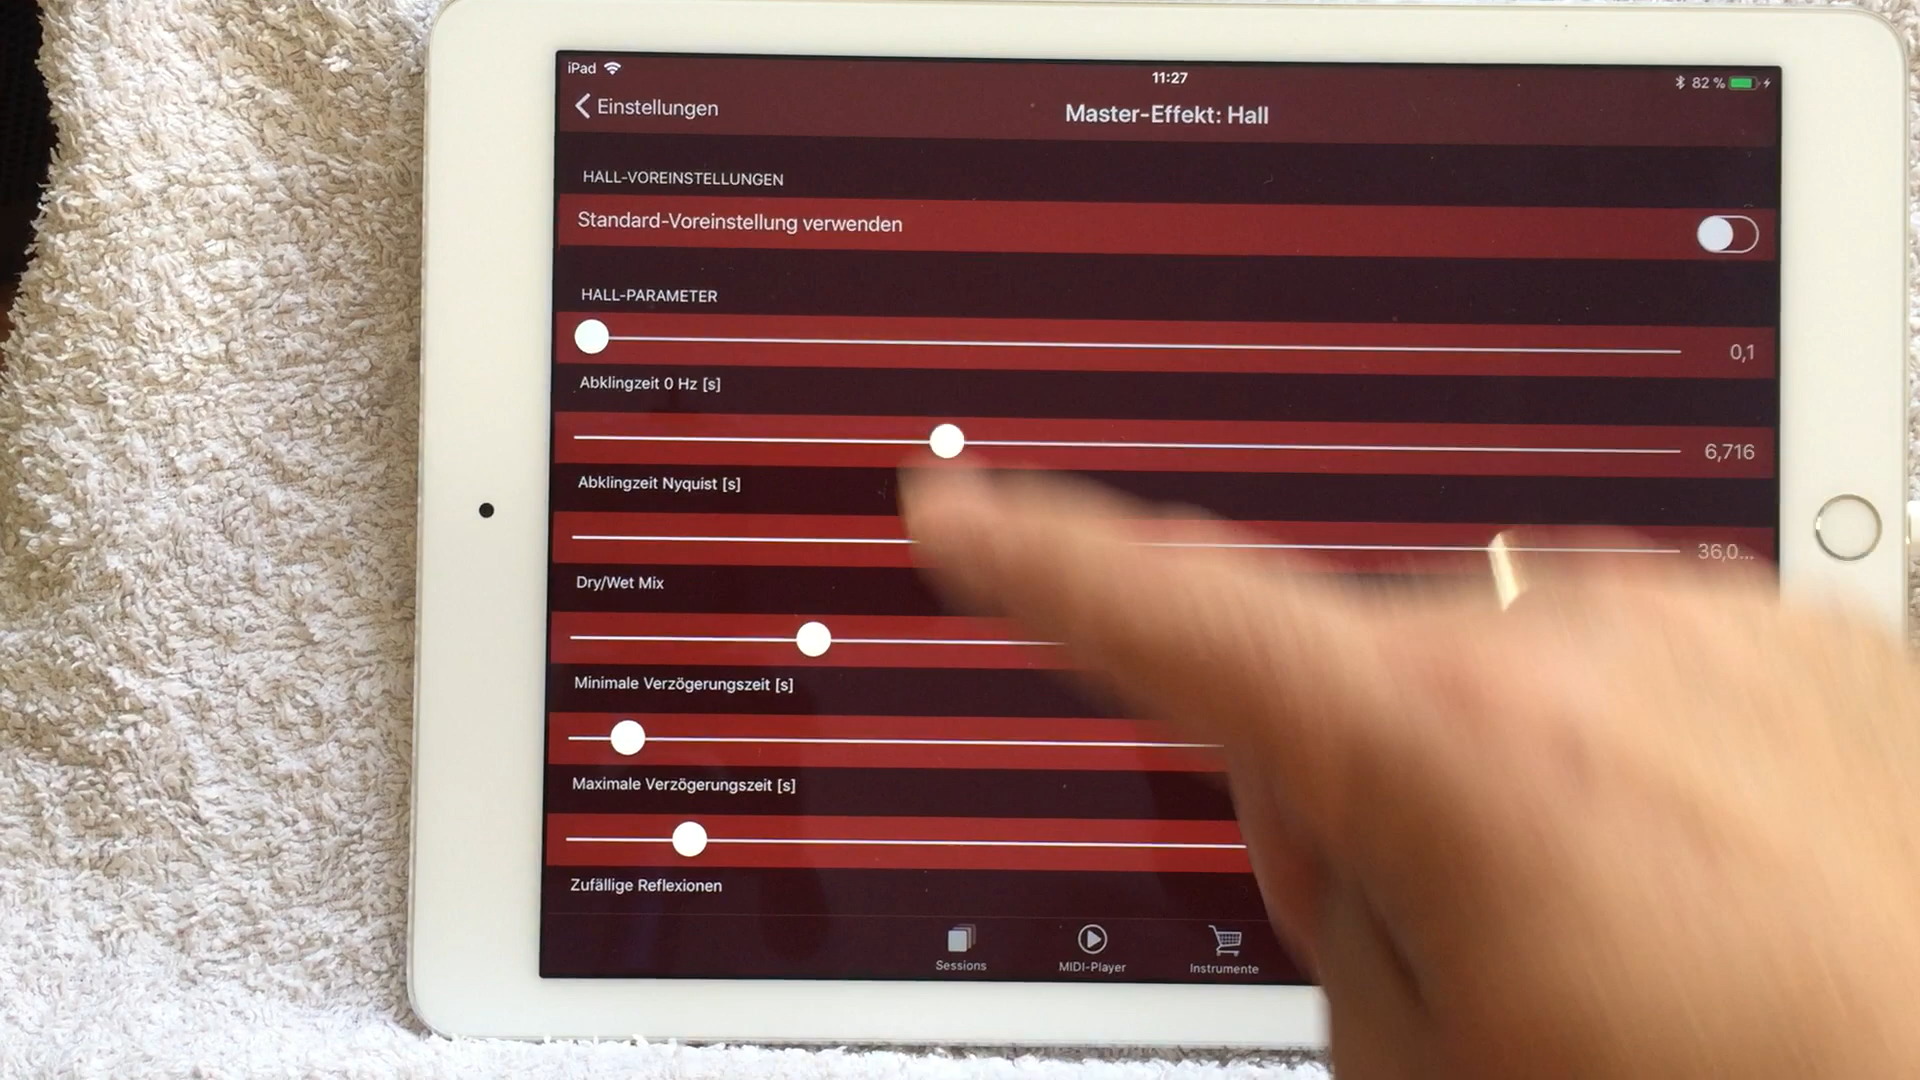 iPad
11:27
82 %
Einstellungen
Master-Effekt: Hall
HALL-VOREINSTELLUNGEN
Standard-Voreinstellung verwenden
HALL-PARAMETER
0,1
Abklingzeit 0 Hz [s]
6,716
Abklingzeit Nyquist [s]
36,0...
Dry/Wet Mix
Minimale Verzögerungszeit [s]
Maximale Verzögerungszeit [s]
Zufällige Reflexionen
Sessions
MIDI-Player
Instrumente